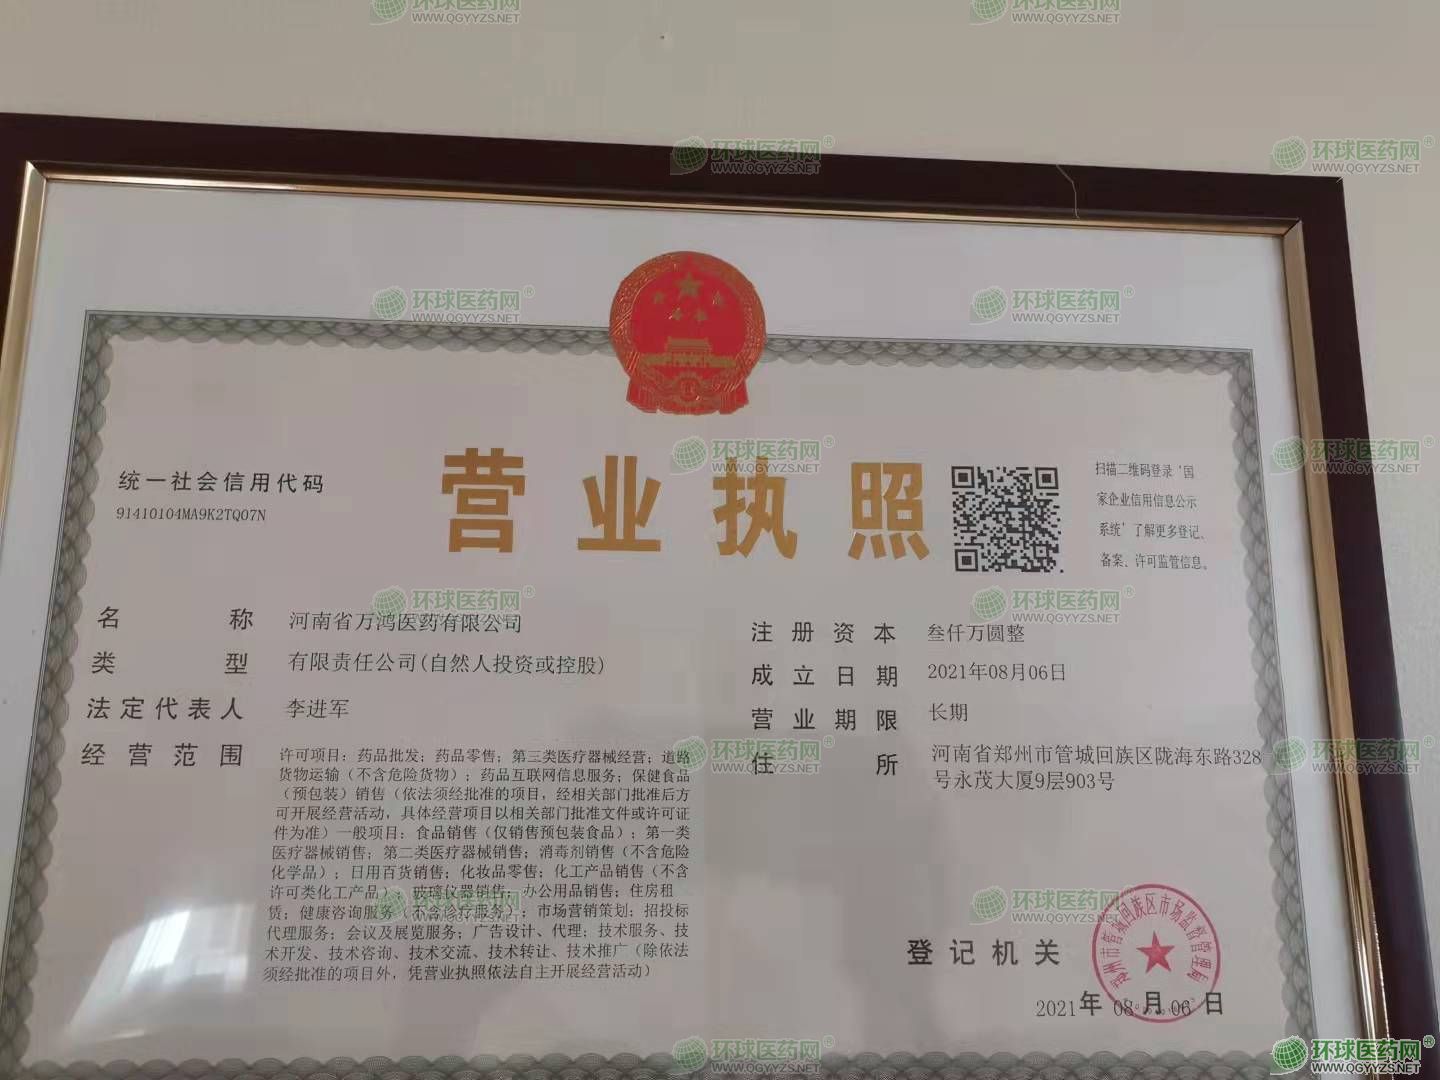 环球医药网
WWW.QGYYZS.NET
统一社会信用代码
91410104MA9K2TQ07N
营业执照
扫描二维码登录‘国
家企业信用信息公示
系统’了解更多登记、
备案、许可监管信息。
名称 河南省万鸿医药有限公司
类型 有限责任公司(自然人投资或控股)
法定代表人 李进军
经营范围 许可项目：药品批发；药品零售；第三类医疗器械经营；道路
货物运输（不含危险货物）；药品互联网信息服务；保健食品
（预包装）销售（依法须经批准的项目，经相关部门批准后方
可开展经营活动，具体经营项目以相关部门批准文件或许可证
件为准）一般项目：食品销售（仅销售预包装食品）；第一类
医疗器械销售；第二类医疗器械销售；消毒剂销售（不含危险
化学品）；日用百货销售；化妆品零售；化工产品销售（不含
许可类化工产品）；玻璃仪器销售；办公用品销售；住房租
赁；健康咨询服务（不含诊疗服务）；市场营销策划；招投标
代理服务；会议及展览服务；广告设计、代理；技术服务、技
术开发、技术咨询、技术交流、技术转让、技术推广（除依法
须经批准的项目外，凭营业执照依法自主开展经营活动）
注册资本 叁仟万圆整
成立日期 2021年08月06日
营业期限 长期
住所 河南省郑州市管城回族区陇海东路328
号永茂大厦9层903号
登记机关
郑州市管城回族区市场监督管理局
2021年08月06日